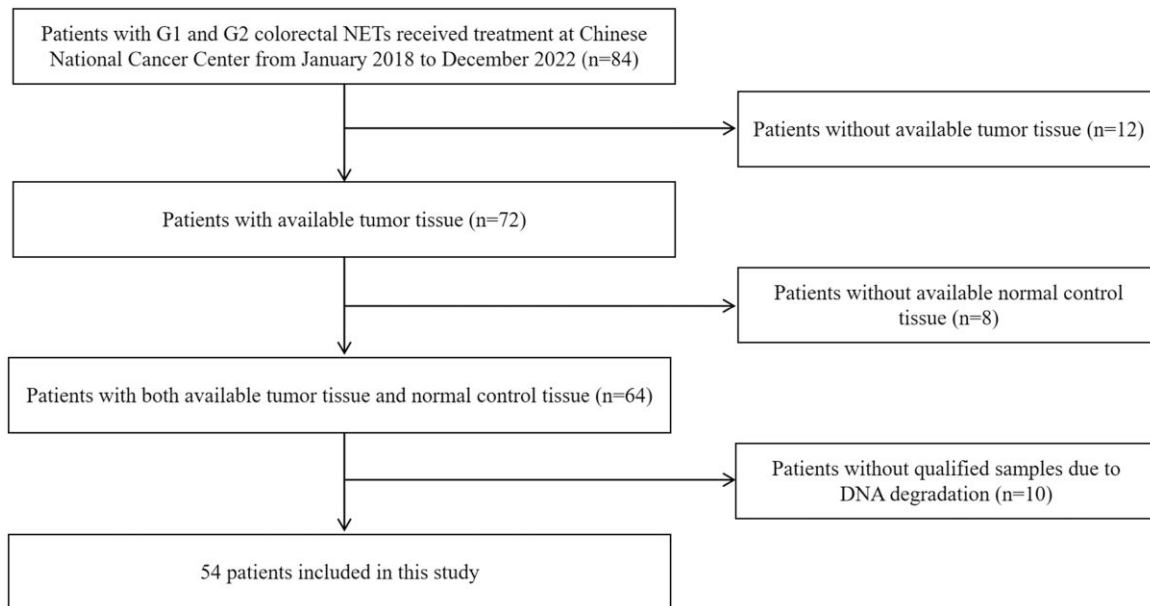 Patients with G1 and G2 colorectal NETs received treatment at Chinese
National Cancer Center from January 2018 to December 2022 (n=84)
Patients without available tumor tissue (n=12)
Patients with available tumor tissue (n=72)
Patients without available normal control
tissue (n=8)
Patients with both available tumor tissue and normal control tissue (n=64)
Patients without qualified samples due to
DNA degradation (n=10)
54 patients included in this study